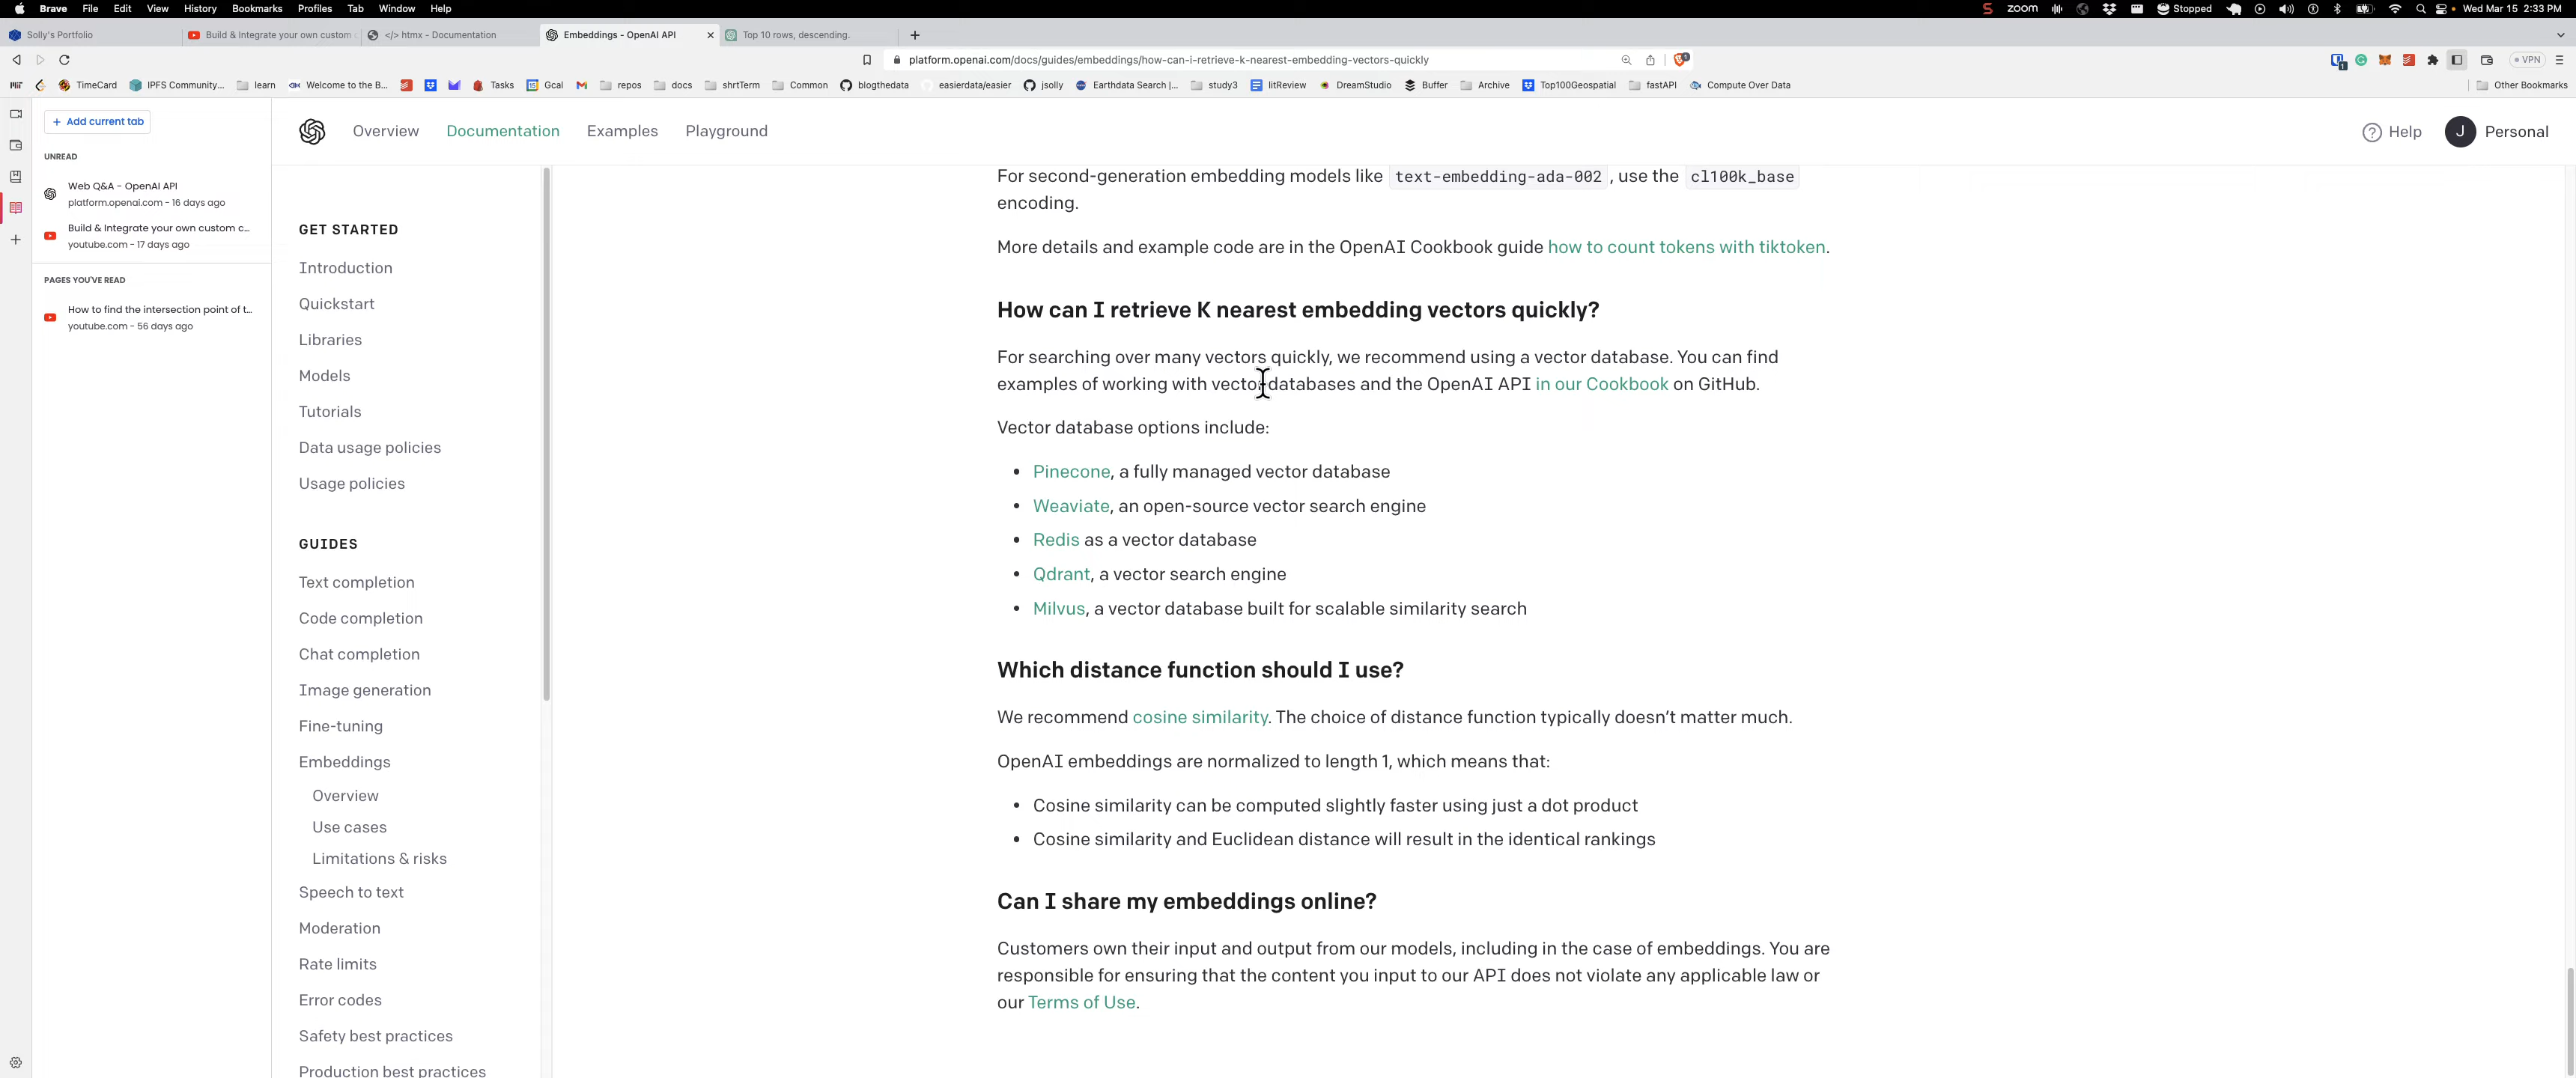 Brave File Edit View History Bookmarks Profiles Tab Window Help
zoom Stopped Wed Mar 15 2:33 PM
Solly's Portfolio Build & Integrate your own custom c </> htmx - Documentation Embeddings - OpenAI API Top 10 rows, descending.
platform.openai.com/docs/guides/embeddings/how-can-i-retrieve-k-nearest-embedding-vectors-quickly VPN
TimeCard IPFS Community... learn Welcome to the B... Tasks Gcal repos docs shrtTerm Common blogthedata easierdata/easier jsolly Earthdata Search |... study3 litReview DreamStudio Buffer Archive Top100Geospatial fastAPI Compute Over Data Other Bookmarks
+ Add current tab
UNREAD
Web Q&A - OpenAI API
platform.openai.com - 16 days ago
Build & Integrate your own custom c...
youtube.com - 17 days ago
PAGES YOU'VE READ
How to find the intersection point of t...
youtube.com - 56 days ago
Overview Documentation Examples Playground
Help J Personal
GET STARTED
Introduction
Quickstart
Libraries
Models
Tutorials
Data usage policies
Usage policies
GUIDES
Text completion
Code completion
Chat completion
Image generation
Fine-tuning
Embeddings
Overview
Use cases
Limitations & risks
Speech to text
Moderation
Rate limits
Error codes
Safety best practices
Production best practices
For second-generation embedding models like text-embedding-ada-002, use the cl100k_base
encoding.
More details and example code are in the OpenAI Cookbook guide how to count tokens with tiktoken.
How can I retrieve K nearest embedding vectors quickly?
For searching over many vectors quickly, we recommend using a vector database. You can find
examples of working with vector databases and the OpenAI API in our Cookbook on GitHub.
Vector database options include:
• Pinecone, a fully managed vector database
• Weaviate, an open-source vector search engine
• Redis as a vector database
• Qdrant, a vector search engine
• Milvus, a vector database built for scalable similarity search
Which distance function should I use?
We recommend cosine similarity. The choice of distance function typically doesn't matter much.
OpenAI embeddings are normalized to length 1, which means that:
• Cosine similarity can be computed slightly faster using just a dot product
• Cosine similarity and Euclidean distance will result in the identical rankings
Can I share my embeddings online?
Customers own their input and output from our models, including in the case of embeddings. You are
responsible for ensuring that the content you input to our API does not violate any applicable law or
our Terms of Use.